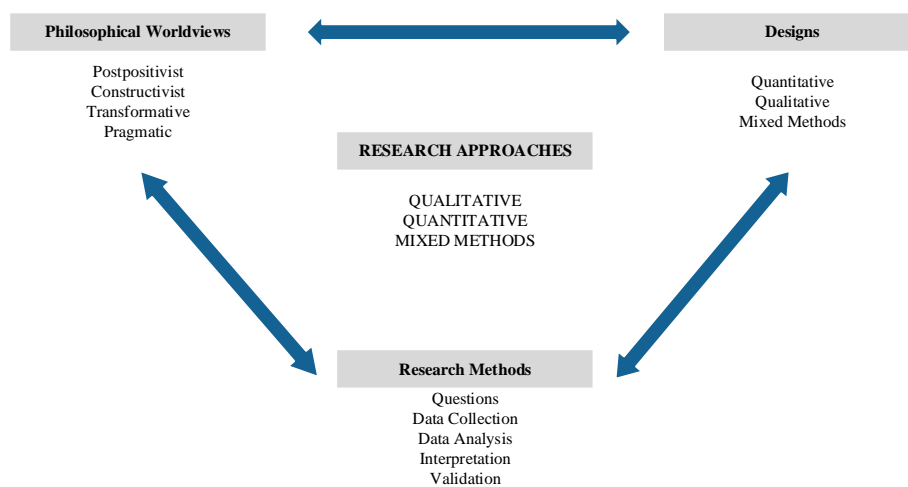 Philosophical Worldviews
Postpositivist
Constructivist
Transformative
Pragmatic
Designs
Quantitative
Qualitative
Mixed Methods
RESEARCH APPROACHES
QUALITATIVE
QUANTITATIVE
MIXED METHODS
Research Methods
Questions
Data Collection
Data Analysis
Interpretation
Validation